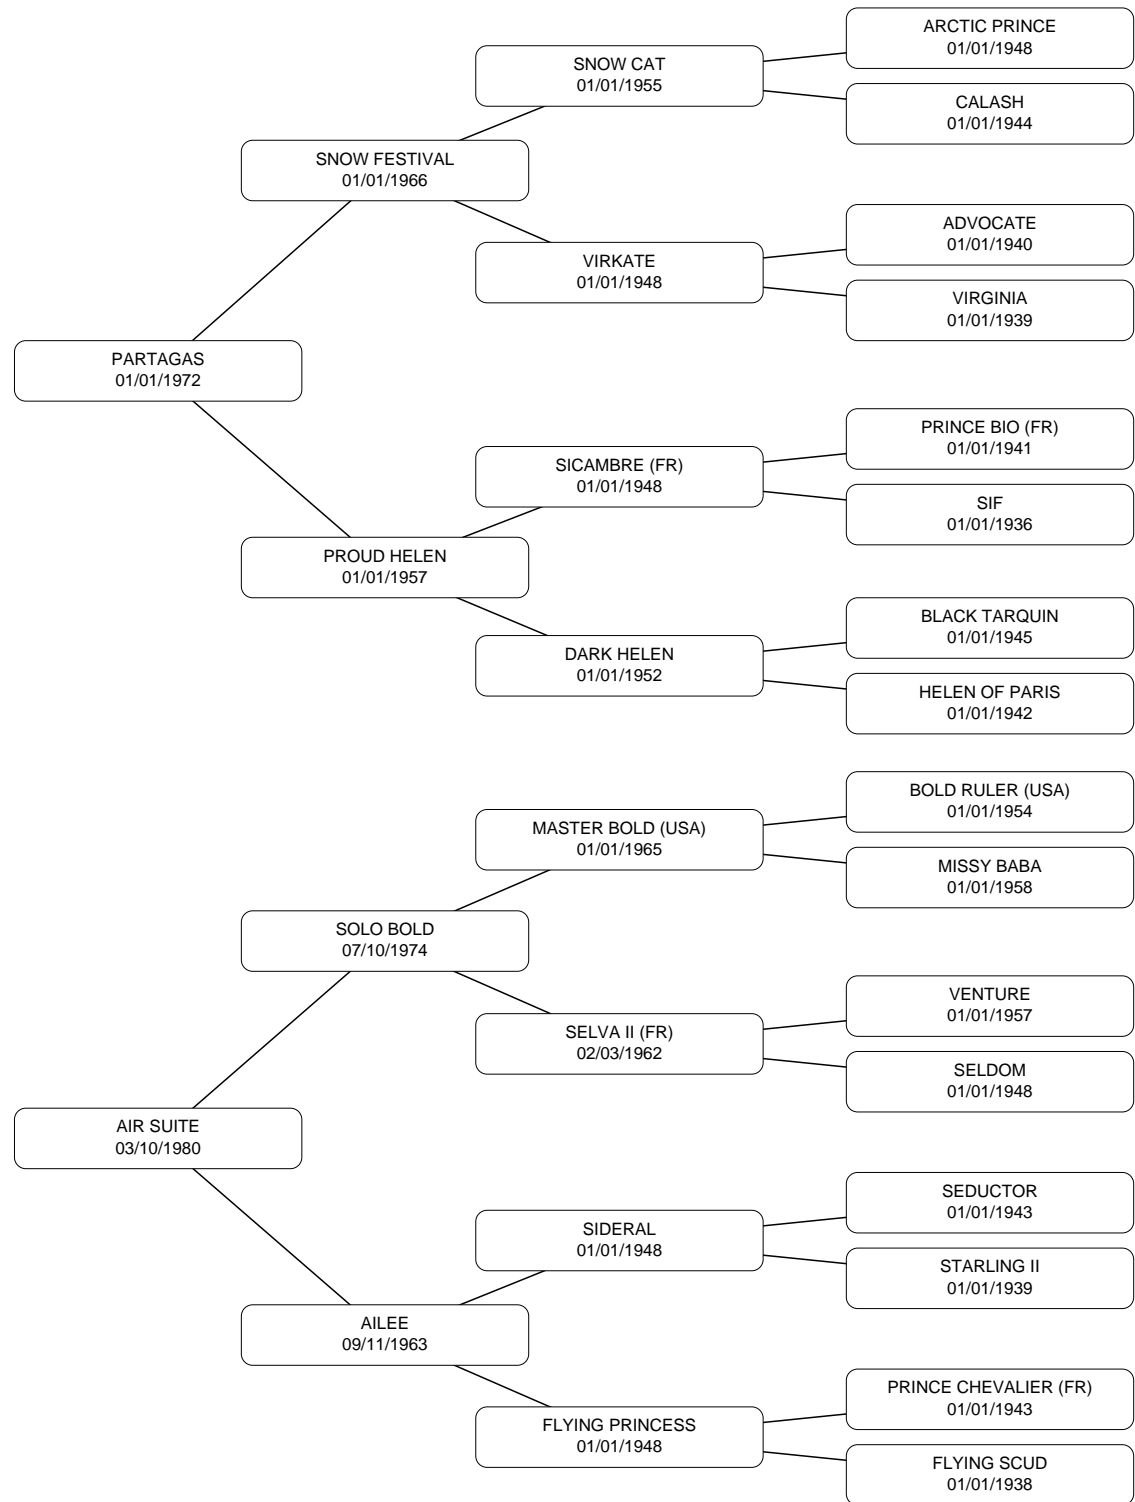 ARCTIC PRINCE
01/01/1948
SNOW CAT
01/01/1955
CALASH
01/01/1944
SNOW FESTIVAL
01/01/1966
ADVOCATE
01/01/1940
VIRKATE
01/01/1948
VIRGINIA
01/01/1939
PARTAGAS
01/01/1972
PRINCE BIO (FR)
01/01/1941
SICAMBRE (FR)
01/01/1948
SIF
01/01/1936
PROUD HELEN
01/01/1957
BLACK TARQUIN
01/01/1945
DARK HELEN
01/01/1952
HELEN OF PARIS
01/01/1942
BOLD RULER (USA)
01/01/1954
MASTER BOLD (USA)
01/01/1965
MISSY BABA
01/01/1958
SOLO BOLD
07/10/1974
VENTURE
01/01/1957
SELVA II (FR)
02/03/1962
SELDOM
01/01/1948
AIR SUITE
03/10/1980
SEDUCTOR
01/01/1943
SIDERAL
01/01/1948
STARLING II
01/01/1939
AILEE
09/11/1963
PRINCE CHEVALIER (FR)
01/01/1943
FLYING PRINCESS
01/01/1948
FLYING SCUD
01/01/1938